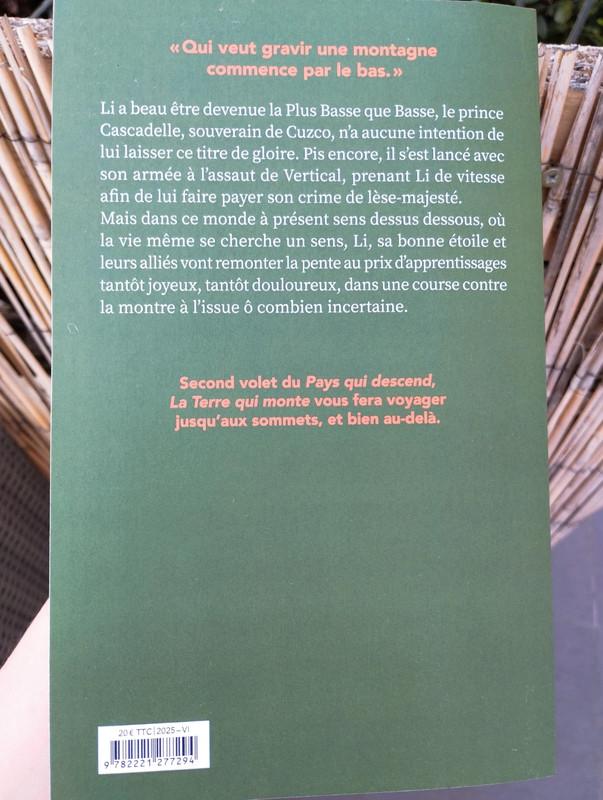 «Qui veut gravir une montagne
commence par le bas.»
Li a beau être devenue la Plus Basse que Basse, le prince
Cascadelle, souverain de Cuzco, n'a aucune intention de
lui laisser ce titre de gloire. Pis encore, il s'est lancé avec
son armée à l'assaut de Vertical, prenant Li de vitesse
afin de lui faire payer son crime de lèse-majesté.
Mais dans ce monde à présent sens dessus dessous, où
la vie même se cherche un sens, Li, sa bonne étoile et
leurs alliés vont remonter la pente au prix d'apprentissages
tantôt joyeux, tantôt douloureux, dans une course contre
la montre à l'issue ô combien incertaine.
Second volet du Pays qui descend,
La Terre qui monte vous fera voyager
jusqu'aux sommets, et bien au-delà.
20 € TTC | 2025–VI
9 782221 277294